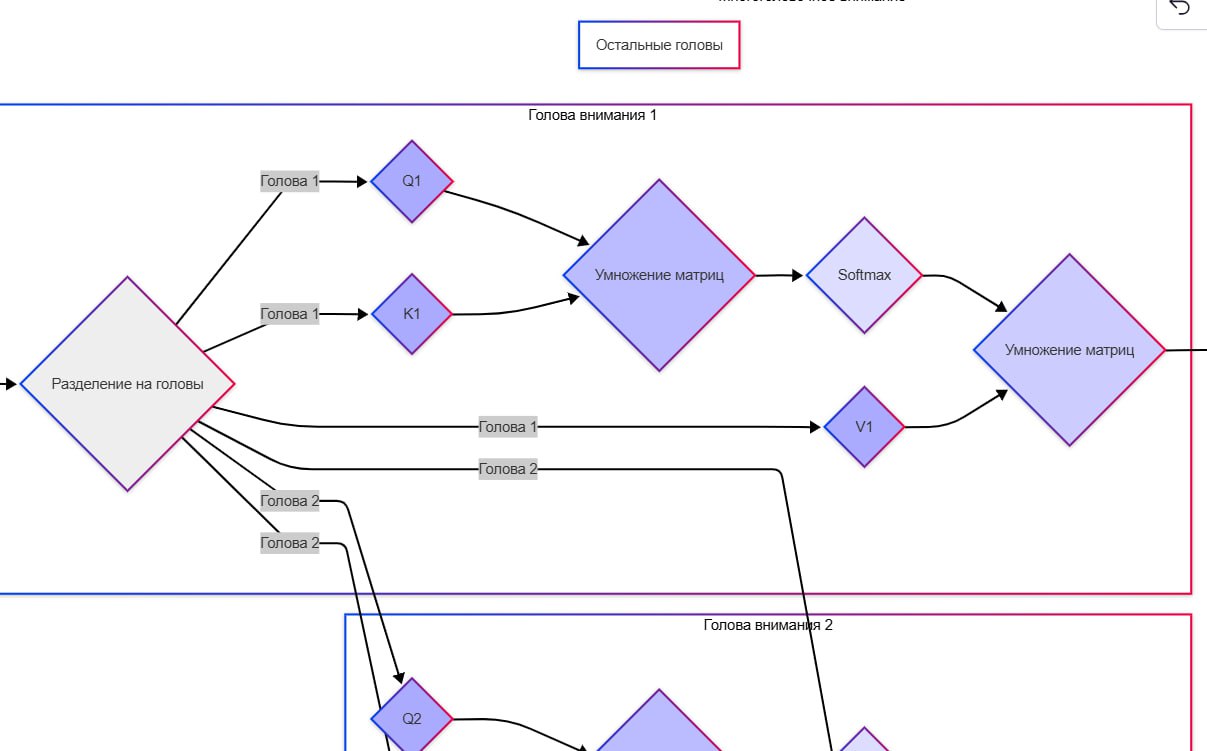 Остальные головы
Голова внимания 1
Голова 1
Q1
Умножение матриц
Softmax
Голова 1
K1
Умножение матриц
Разделение на головы
Голова 1
V1
Голова 2
Голова 2
Голова 2
Голова внимания 2
Q2